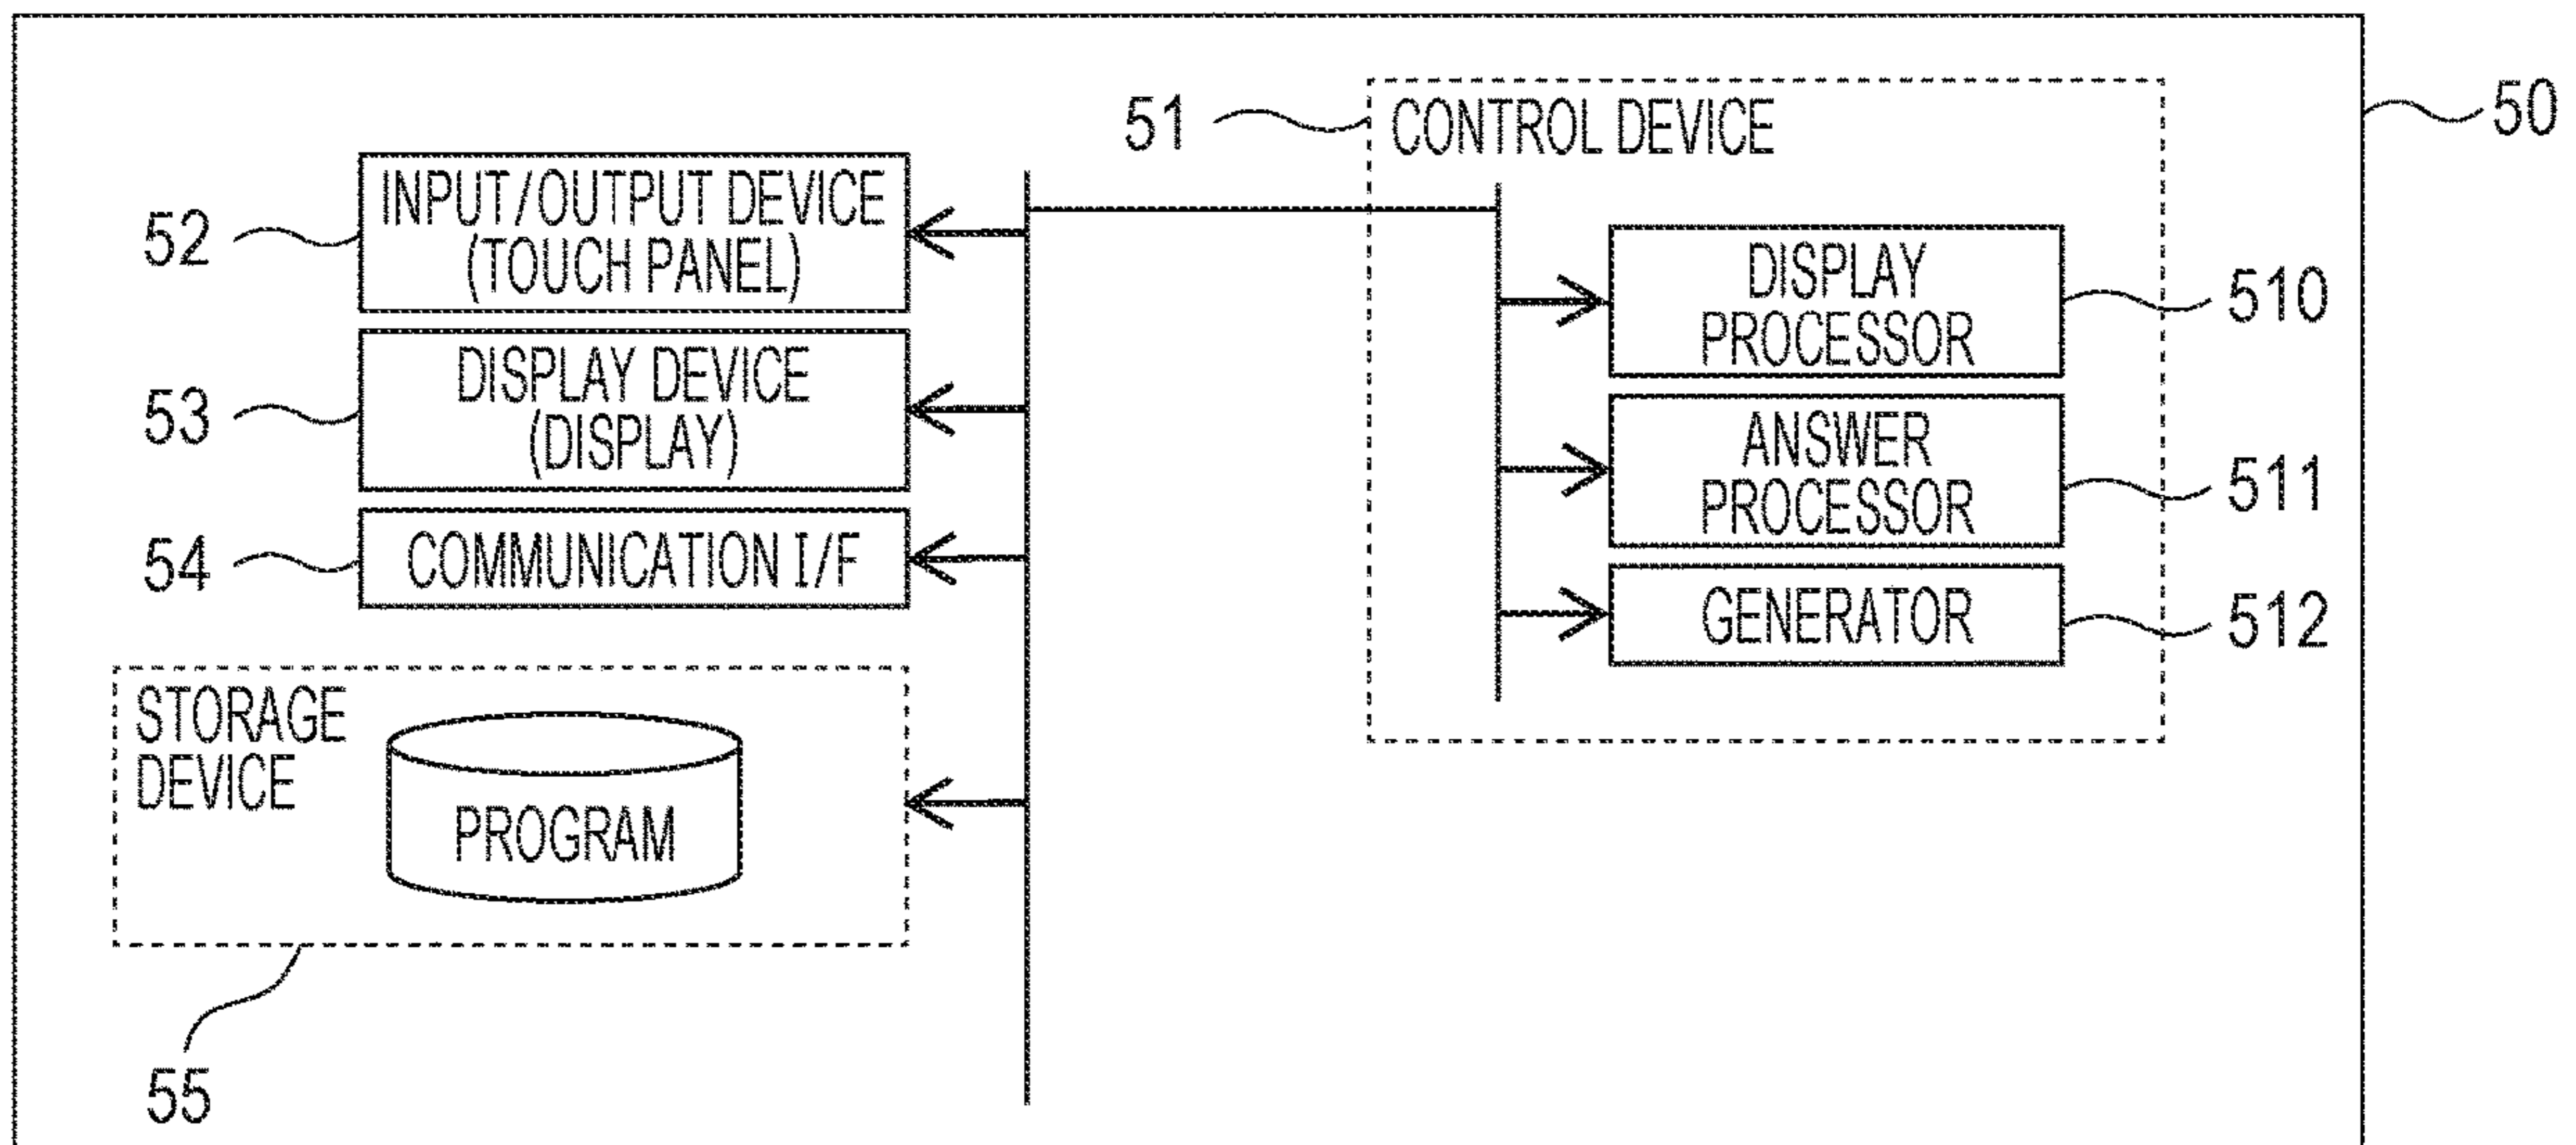 50
51
CONTROL DEVICE
INPUT/OUTPUT DEVICE
(TOUCH PANEL)
52
DISPLAY
PROCESSOR
510
DISPLAY DEVICE
(DISPLAY)
53
ANSWER
PROCESSOR
511
COMMUNICATION I/F
54
GENERATOR
512
STORAGE
DEVICE
PROGRAM
55